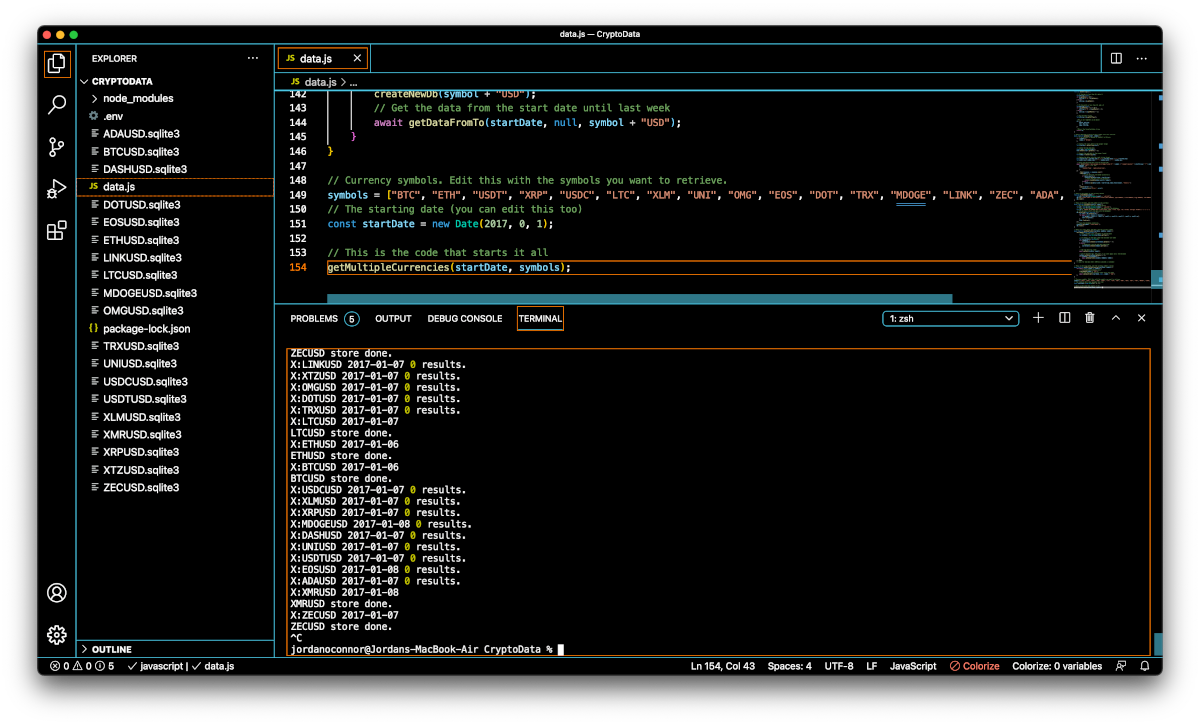 data.js — CryptoData
EXPLORER ···
CRYPTODATA
node_modules
.env
ADAUSD.sqlite3
BTCUSD.sqlite3
DASHUSD.sqlite3
JS data.js
DOTUSD.sqlite3
EOSUSD.sqlite3
ETHUSD.sqlite3
LINKUSD.sqlite3
LTCUSD.sqlite3
MDOGEUSD.sqlite3
OMGUSD.sqlite3
{} package-lock.json
TRXUSD.sqlite3
UNIUSD.sqlite3
USDCUSD.sqlite3
USDTUSD.sqlite3
XLMUSD.sqlite3
XMRUSD.sqlite3
XRPUSD.sqlite3
XTZUSD.sqlite3
ZECUSD.sqlite3
OUTLINE
JS data.js
JS data.js > ...
142 createNewDb(symbol + "USD");
143 // Get the data from the start date until last week
144 await getDataFromTo(startDate, null, symbol + "USD");
145 }
146 }
147
148 // Currency symbols. Edit this with the symbols you want to retrieve.
149 symbols = ["BTC", "ETH", "USDT", "XRP", "USDC", "LTC", "XLM", "UNI", "OMG", "EOS", "DOT", "TRX", "MDOGE", "LINK", "ZEC", "ADA",
150 // The starting date (you can edit this too)
151 const startDate = new Date(2017, 0, 1);
152
153 // This is the code that starts it all
154 getMultipleCurrencies(startDate, symbols);
PROBLEMS 5 OUTPUT DEBUG CONSOLE TERMINAL 1: zsh
ZECUSD store done.
X:LINKUSD 2017-01-07 0 results.
X:XTZUSD 2017-01-07 0 results.
X:OMGUSD 2017-01-07 0 results.
X:DOTUSD 2017-01-07 0 results.
X:TRXUSD 2017-01-07 0 results.
X:LTCUSD 2017-01-07
LTCUSD store done.
X:ETHUSD 2017-01-06
ETHUSD store done.
X:BTCUSD 2017-01-06
BTCUSD store done.
X:USDCUSD 2017-01-07 0 results.
X:XLMUSD 2017-01-07 0 results.
X:XRPUSD 2017-01-07 0 results.
X:MDOGEUSD 2017-01-08 0 results.
X:DASHUSD 2017-01-07 0 results.
X:UNIUSD 2017-01-07 0 results.
X:USDTUSD 2017-01-07 0 results.
X:EOSUSD 2017-01-08 0 results.
X:ADAUSD 2017-01-07 0 results.
X:XMRUSD 2017-01-08
XMRUSD store done.
X:ZECUSD 2017-01-07
ZECUSD store done.
^C
jordanoconnor@Jordans-MacBook-Air CryptoData %
0 0 5 javascript | data.js Ln 154, Col 43 Spaces: 4 UTF-8 LF JavaScript Colorize Colorize: 0 variables